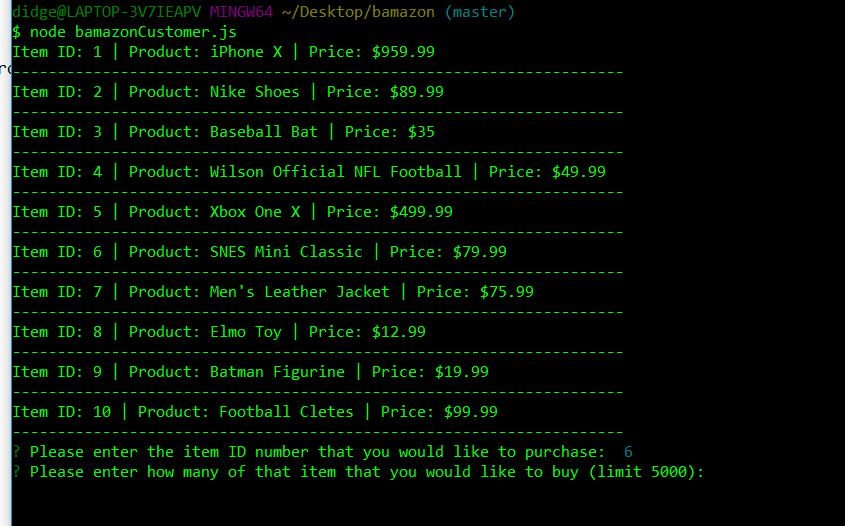 didge@LAPTOP-3V7IEAPV MINGW64 ~/Desktop/bamazon (master)
$ node bamazonCustomer.js
Item ID: 1 | Product: iPhone X | Price: $959.99
--------------------------------------------------------------------
Item ID: 2 | Product: Nike Shoes | Price: $89.99
--------------------------------------------------------------------
Item ID: 3 | Product: Baseball Bat | Price: $35
--------------------------------------------------------------------
Item ID: 4 | Product: Wilson Official NFL Football | Price: $49.99
--------------------------------------------------------------------
Item ID: 5 | Product: Xbox One X | Price: $499.99
--------------------------------------------------------------------
Item ID: 6 | Product: SNES Mini Classic | Price: $79.99
--------------------------------------------------------------------
Item ID: 7 | Product: Men's Leather Jacket | Price: $75.99
--------------------------------------------------------------------
Item ID: 8 | Product: Elmo Toy | Price: $12.99
--------------------------------------------------------------------
Item ID: 9 | Product: Batman Figurine | Price: $19.99
--------------------------------------------------------------------
Item ID: 10 | Product: Football Cletes | Price: $99.99
--------------------------------------------------------------------
? Please enter the item ID number that you would like to purchase:  6
? Please enter how many of that item that you would like to buy (limit 5000):